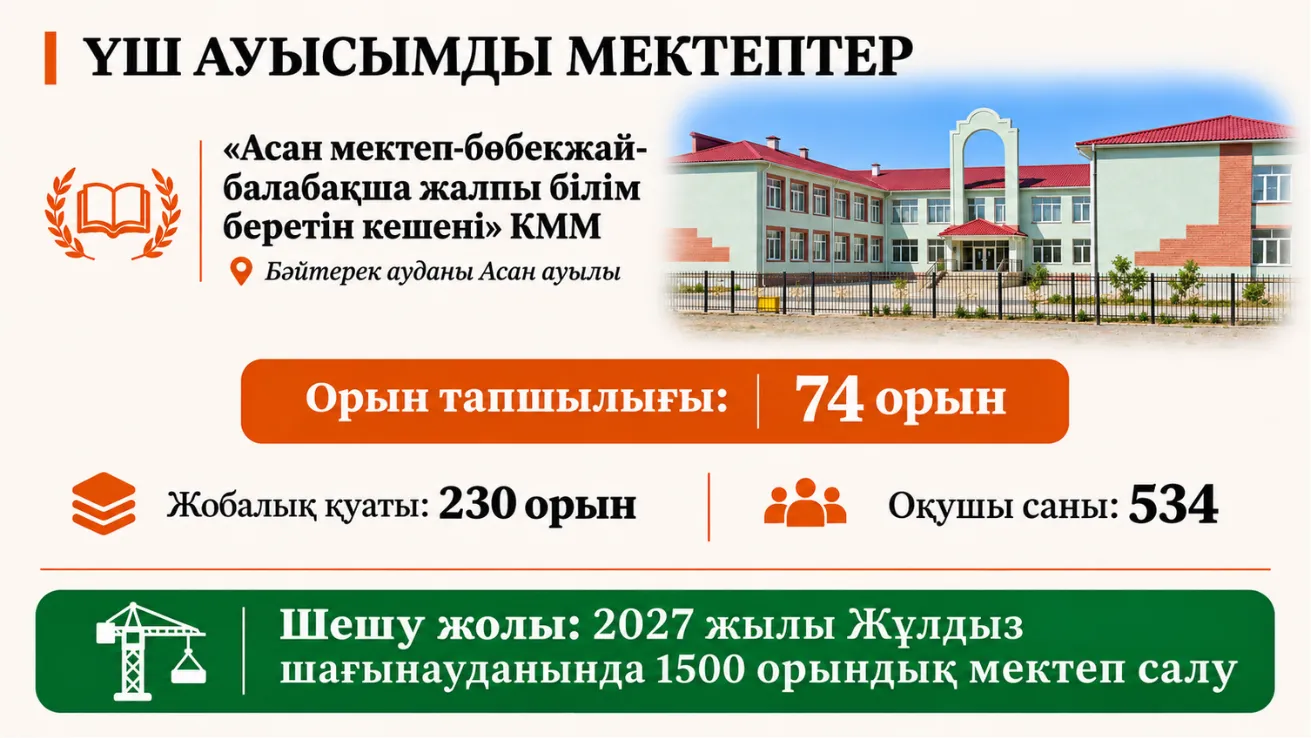 ҮШ АУЫСЫМДЫ МЕКТЕПТЕР
«Асан мектеп-бөбекжай-
балабақша жалпы білім
беретін кешені» КММ
Бәйтерек ауданы Асан ауылы
Орын тапшылығы: 74 орын
Жобалық қуаты: 230 орын
Оқушы саны: 534
Шешу жолы: 2027 жылы Жұлдыз
шағынауданында 1500 орындық мектеп салу